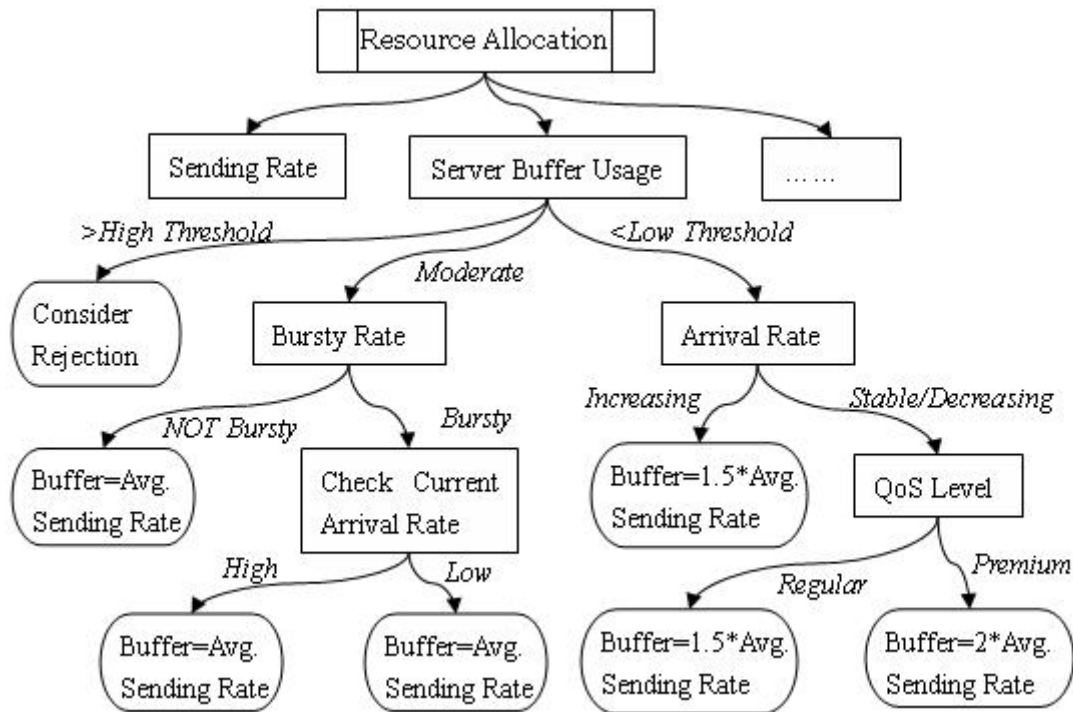 Resource Allocation
Sending Rate
Server Buffer Usage
......
>High Threshold
Moderate
<Low Threshold
Consider
Rejection
Bursty Rate
Arrival Rate
NOT Bursty
Bursty
Increasing
Stable/Decreasing
Buffer=Avg.
Sending Rate
Check Current
Arrival Rate
Buffer=1.5*Avg.
Sending Rate
QoS Level
High
Low
Regular
Premium
Buffer=Avg.
Sending Rate
Buffer=Avg.
Sending Rate
Buffer=1.5*Avg.
Sending Rate
Buffer=2*Avg.
Sending Rate